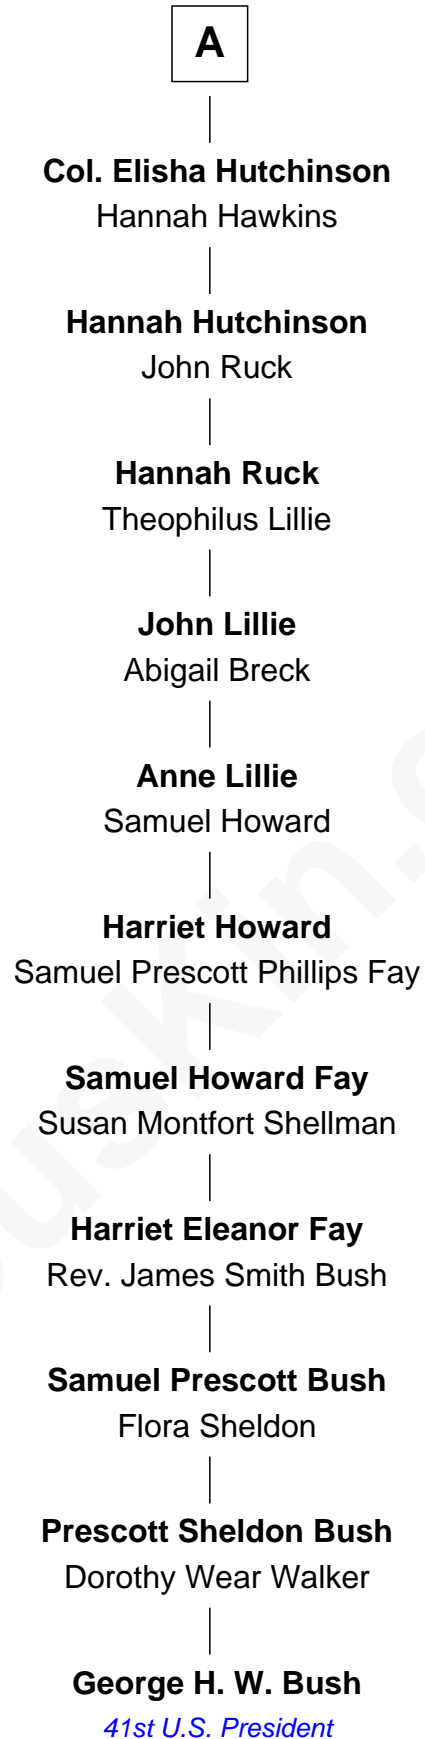 A
Col. Elisha Hutchinson
Hannah Hawkins
Hannah Hutchinson
John Ruck
Hannah Ruck
Theophilus Lillie
John Lillie
Abigail Breck
Anne Lillie
Samuel Howard
Harriet Howard
Samuel Prescott Phillips Fay
Samuel Howard Fay
Susan Montfort Shellman
Harriet Eleanor Fay
Rev. James Smith Bush
Samuel Prescott Bush
Flora Sheldon
Prescott Sheldon Bush
Dorothy Wear Walker
George H. W. Bush
41st U.S. President